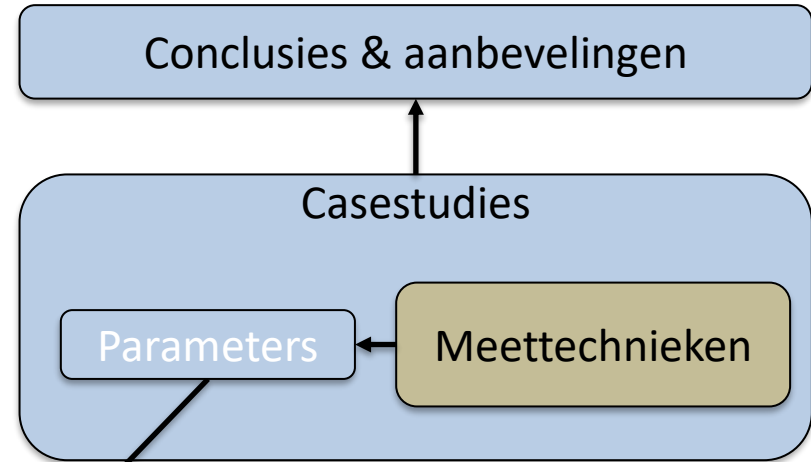 Conclusies & aanbevelingen
Casestudies
Parameters
Meettechnieken